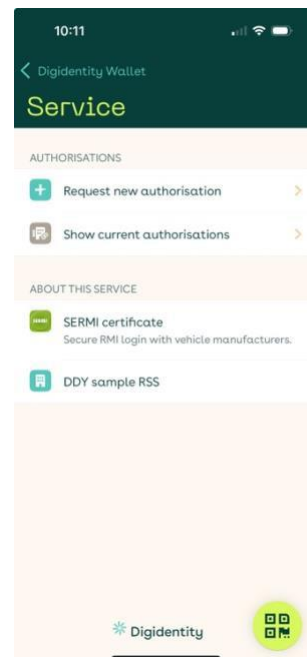 10:11
Digidentity Wallet
Service
AUTHORISATIONS
Request new authorisation
Show current authorisations
ABOUT THIS SERVICE
SERMI
SERMI certificate
Secure RMI login with vehicle manufacturers.
DDY sample RSS
Digidentity